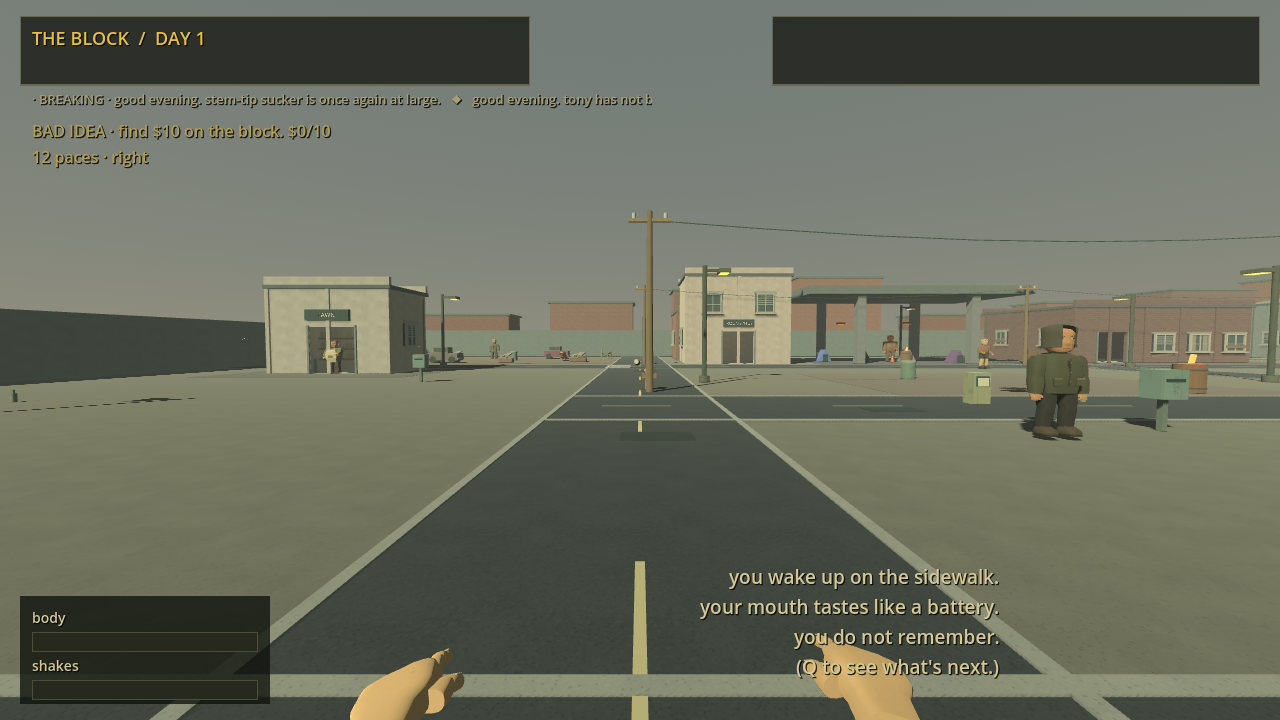 THE BLOCK / DAY 1
· BREAKING · good evening. stem-tip sucker is once again at large. ◆ good evening. tony has not b
BAD IDEA · find $10 on the block. $0/10
12 paces · right
you wake up on the sidewalk.
your mouth tastes like a battery.
you do not remember.
(Q to see what's next.)
body
shakes